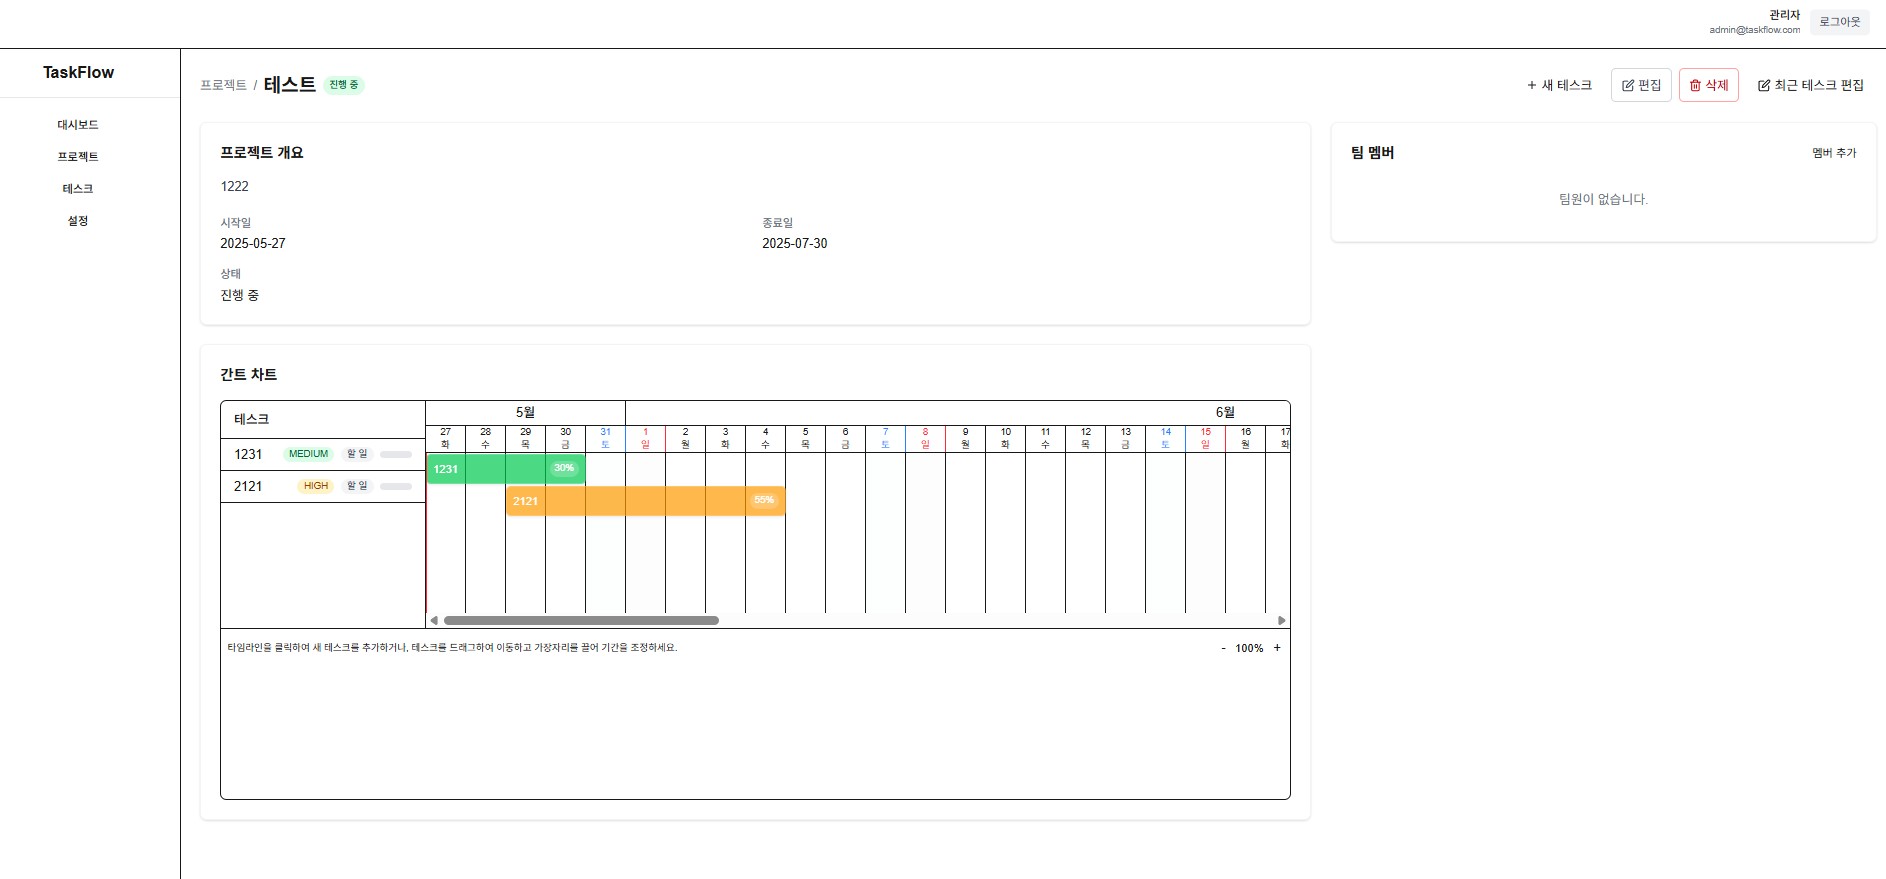 관리자
admin@taskflow.com
로그아웃
TaskFlow
대시보드
프로젝트
테스크
설정
프로젝트 / 테스트 진행 중
+ 새 테스크
편집
삭제
최근 테스크 편집
프로젝트 개요
1222
시작일
2025-05-27
종료일
2025-07-30
상태
진행 중
팀 멤버
멤버 추가
팀원이 없습니다.
간트 차트
테스크
5월
6월
27 28 29 30 31 1 2 3 4 5 6 7 8 9 10 11 12 13 14 15 16 17
화 수 목 금 토 일 월 화 수 목 금 토 일 월 화 수 목 금 토 일 월 화
1231 MEDIUM 할 일
1231 30%
2121 HIGH 할 일
2121 55%
타임라인을 클릭하여 새 테스크를 추가하거나, 테스크를 드래그하여 이동하고 가장자리를 끌어 기간을 조정하세요.
- 100% +